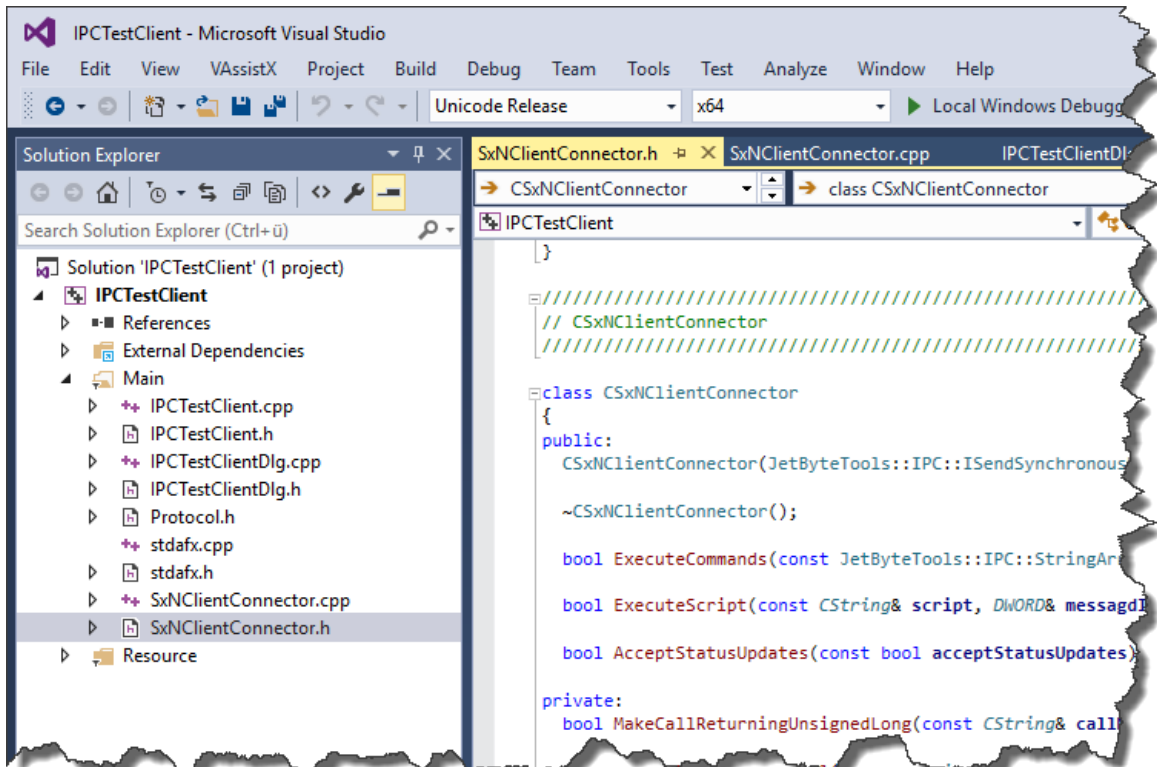 IPCTestClient - Microsoft Visual Studio
File Edit View VAssistX Project Build Debug Team Tools Test Analyze Window Help
Unicode Release x64 Local Windows Debugg
Solution Explorer
Search Solution Explorer (Ctrl+ü)
Solution 'IPCTestClient' (1 project)
IPCTestClient
References
External Dependencies
Main
IPCTestClient.cpp
IPCTestClient.h
IPCTestClientDlg.cpp
IPCTestClientDlg.h
Protocol.h
stdafx.cpp
stdafx.h
SxNClientConnector.cpp
SxNClientConnector.h
Resource
SxNClientConnector.h SxNClientConnector.cpp IPCTestClientDl
CSxNClientConnector class CSxNClientConnector
IPCTestClient
}
////////////////////////////////////////////////////////////
// CSxNClientConnector
////////////////////////////////////////////////////////////
class CSxNClientConnector
{
public:
CSxNClientConnector(JetByteTools::IPC::ISendSynchronous
~CSxNClientConnector();
bool ExecuteCommands(const JetByteTools::IPC::StringAr
bool ExecuteScript(const CString& script, DWORD& messagdI
bool AcceptStatusUpdates(const bool acceptStatusUpdates)
private:
bool MakeCallReturningUnsignedLong(const CString& call